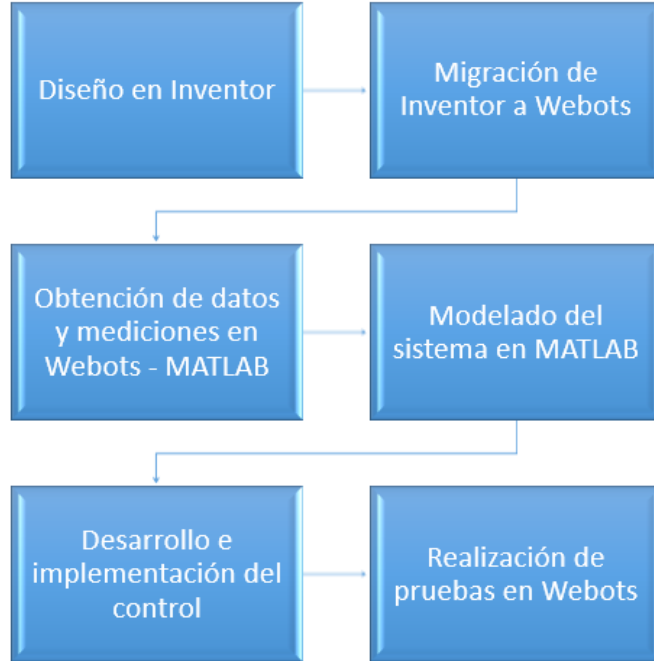 Diseño en Inventor
Migración de
Inventor a Webots
Obtención de datos
y mediciones en
Webots - MATLAB
Modelado del
sistema en MATLAB
Desarrollo e
implementación del
control
Realización de
pruebas en Webots